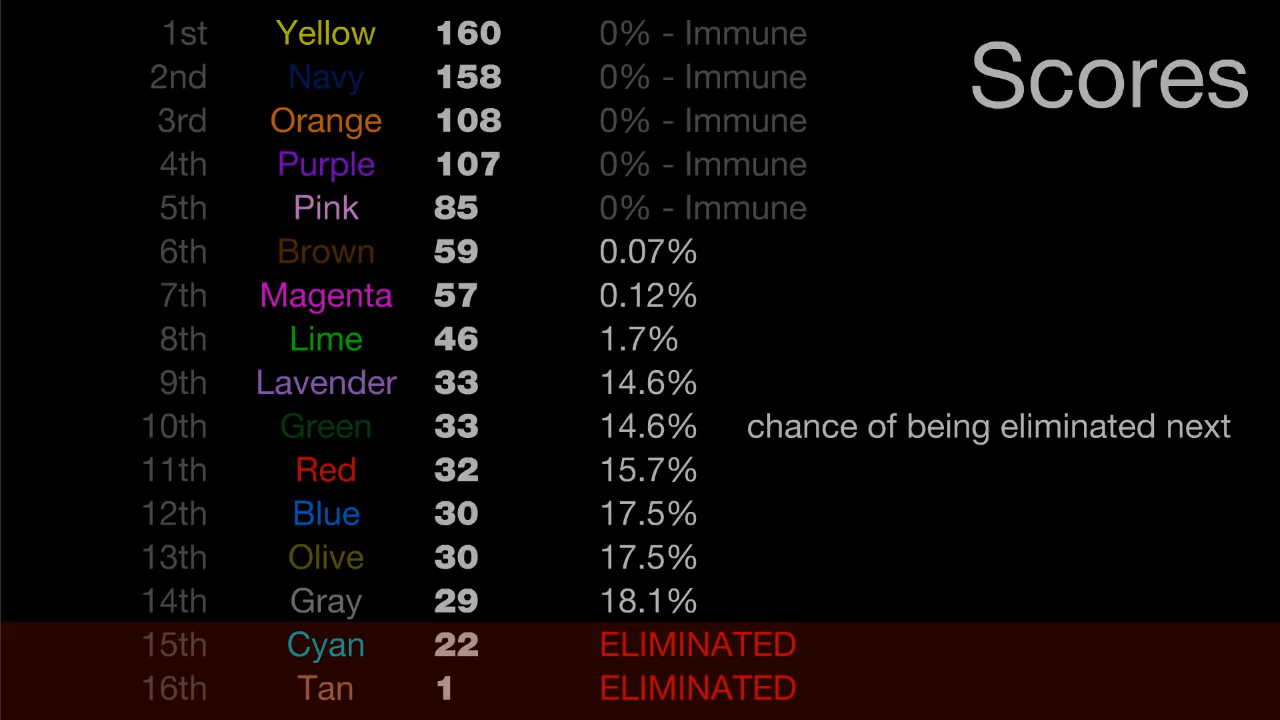 Scores
1st Yellow 160 0% - Immune
2nd Navy 158 0% - Immune
3rd Orange 108 0% - Immune
4th Purple 107 0% - Immune
5th Pink 85 0% - Immune
6th Brown 59 0.07%
7th Magenta 57 0.12%
8th Lime 46 1.7%
9th Lavender 33 14.6%
10th Green 33 14.6% chance of being eliminated next
11th Red 32 15.7%
12th Blue 30 17.5%
13th Olive 30 17.5%
14th Gray 29 18.1%
15th Cyan 22 ELIMINATED
16th Tan 1 ELIMINATED